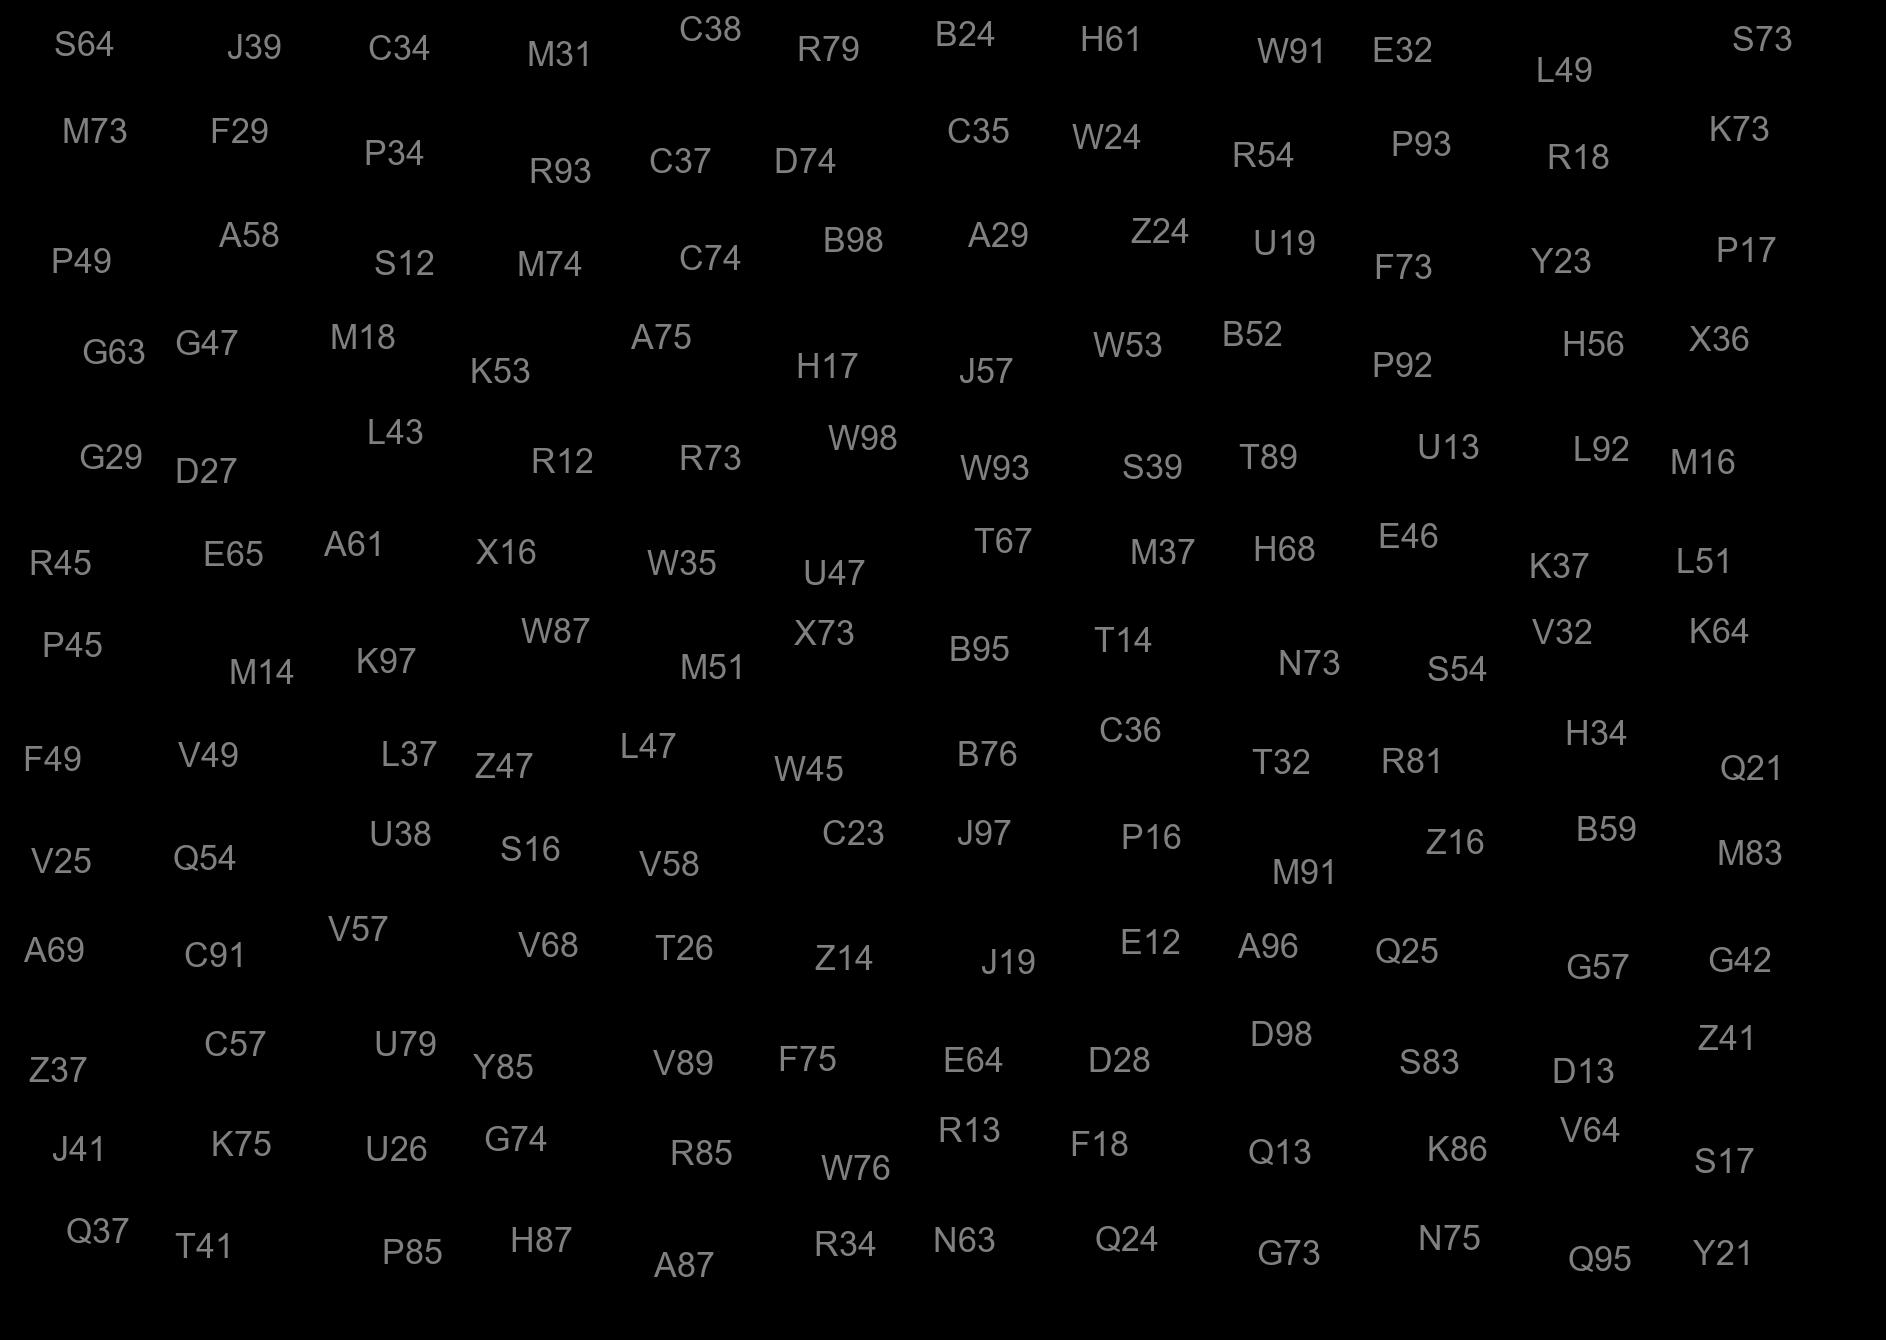 S64 J39 C34 M31 C38 R79 B24 H61 W91 E32 L49 S73
M73 F29 P34 R93 C37 D74 C35 W24 R54 P93 R18 K73
P49 A58 S12 M74 C74 B98 A29 Z24 U19 F73 Y23 P17
G63 G47 M18 K53 A75 H17 J57 W53 B52 P92 H56 X36
G29 D27 L43 R12 R73 W98 W93 S39 T89 U13 L92 M16
R45 E65 A61 X16 W35 U47 T67 M37 H68 E46 K37 L51
P45 M14 K97 W87 M51 X73 B95 T14 N73 S54 V32 K64
F49 V49 L37 Z47 L47 W45 B76 C36 T32 R81 H34 Q21
V25 Q54 U38 S16 V58 C23 J97 P16 M91 Z16 B59 M83
A69 C91 V57 V68 T26 Z14 J19 E12 A96 Q25 G57 G42
Z37 C57 U79 Y85 V89 F75 E64 D28 D98 S83 D13 Z41
J41 K75 U26 G74 R85 W76 R13 F18 Q13 K86 V64 S17
Q37 T41 P85 H87 A87 R34 N63 Q24 G73 N75 Q95 Y21